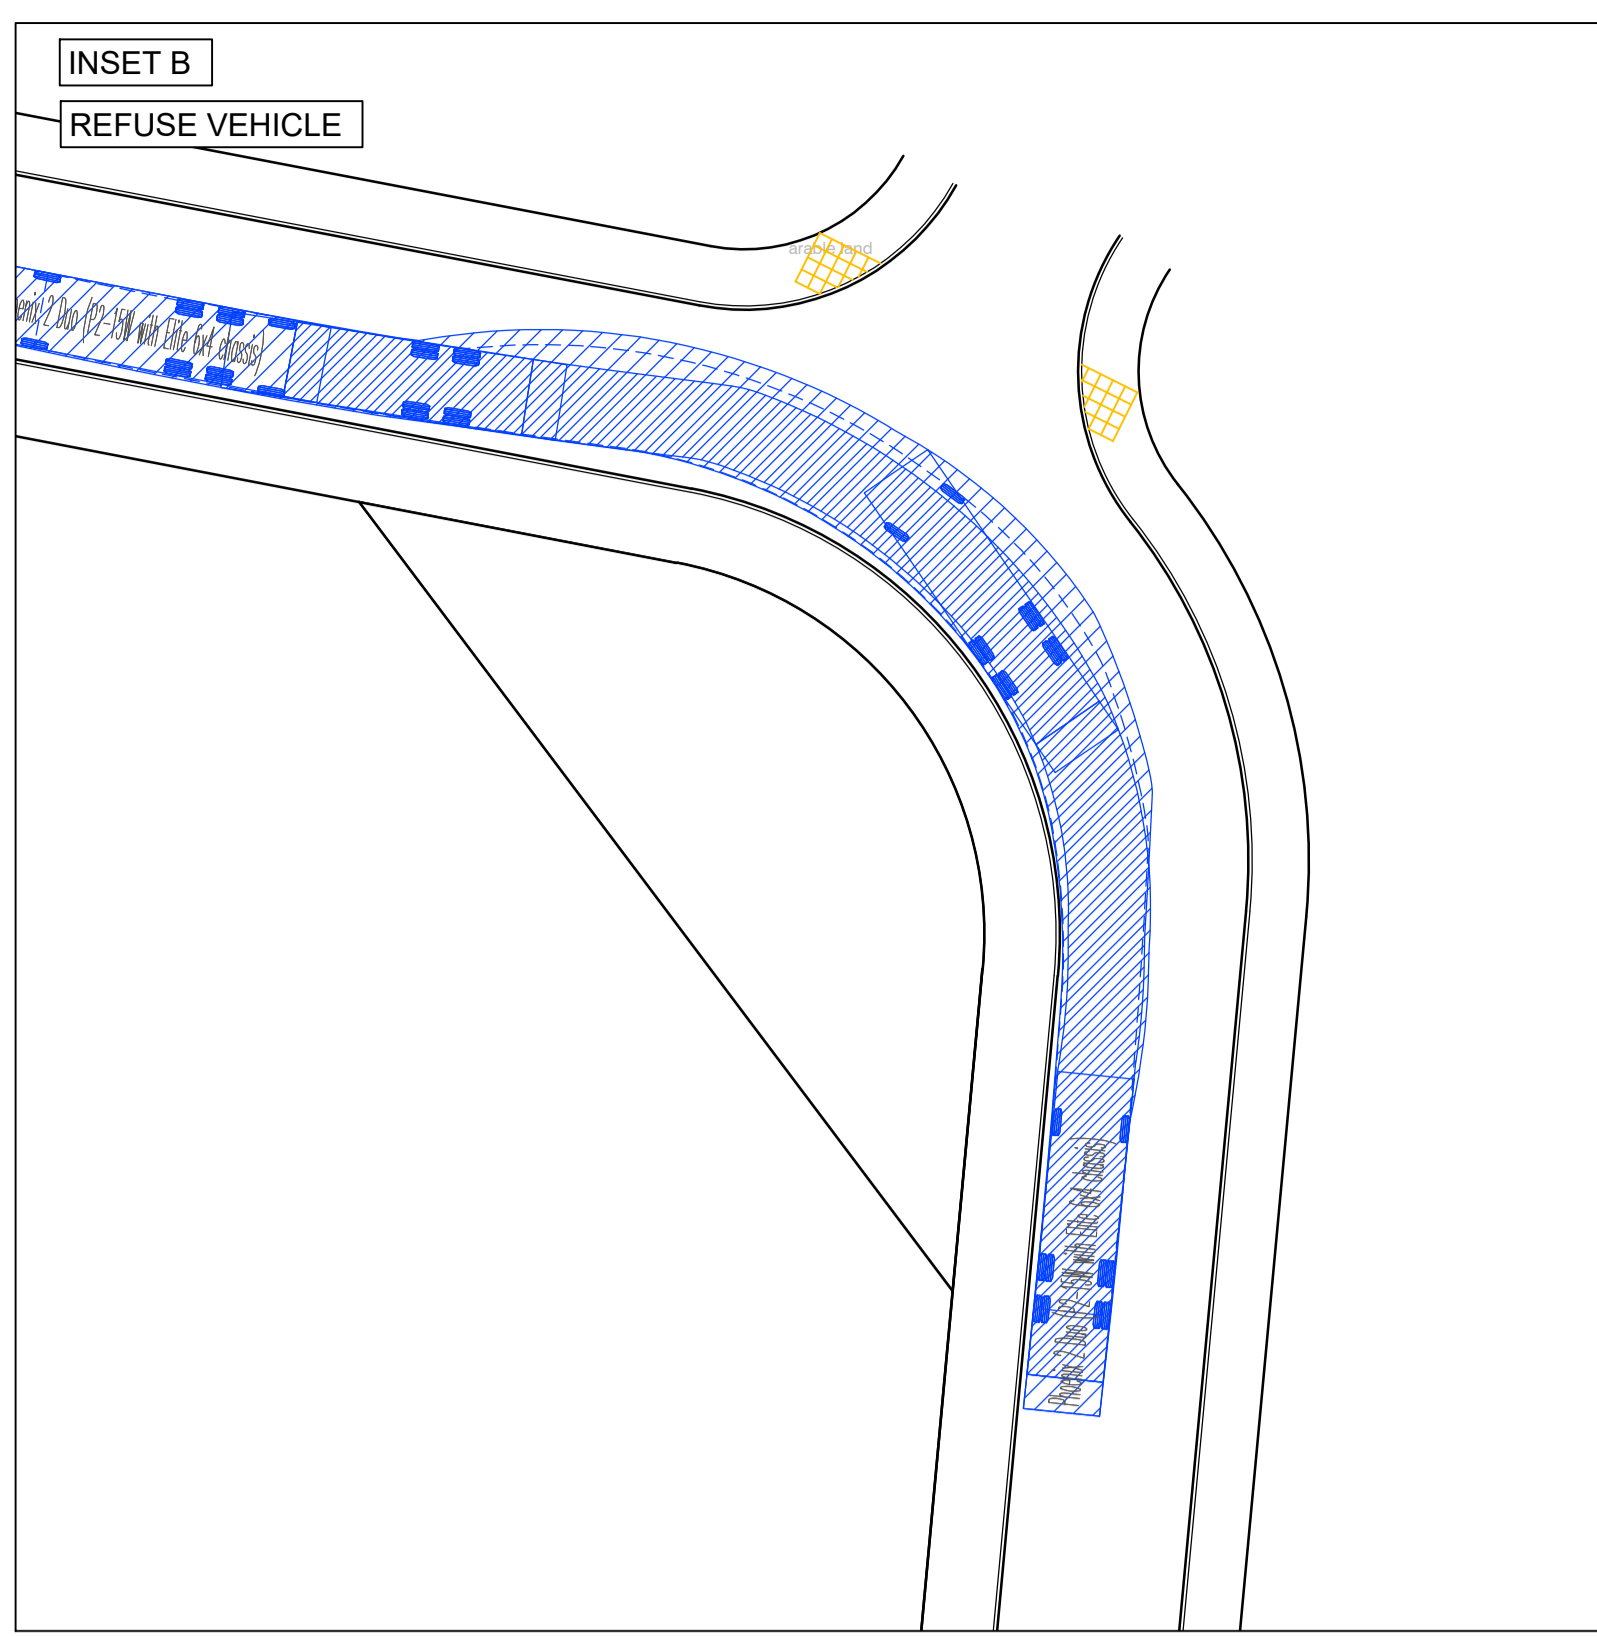 INSET B
REFUSE VEHICLE
arable land
enix 2 Duo (P2-15W with Elite 6x4 chassis)
Phoenix 2 Duo (P2-15W with Elite 6x4 chassis)